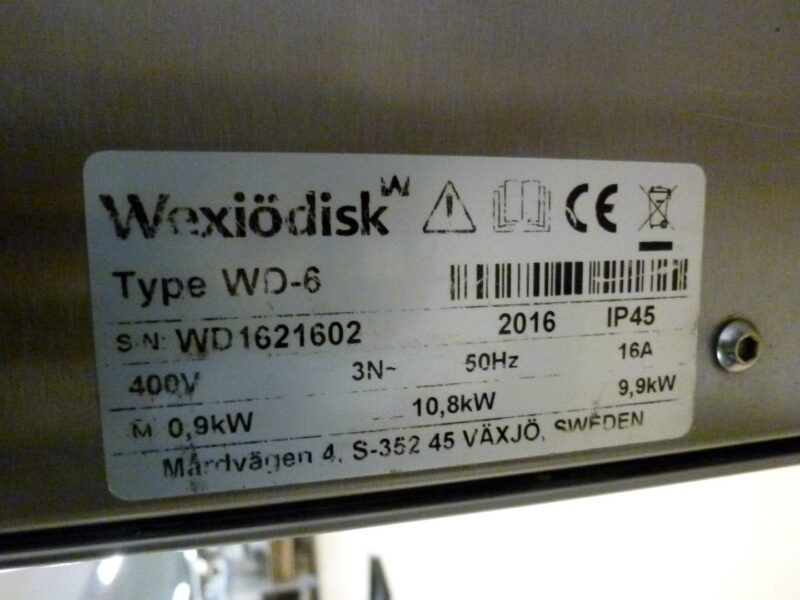 Wexiödisk W CE
Type WD-6
S/N: WD1621602 2016 IP45
400V 3N~ 50Hz 16A
M 0,9kW 10,8kW 9,9kW
Mårdvägen 4, S-352 45 VÄXJÖ, SWEDEN